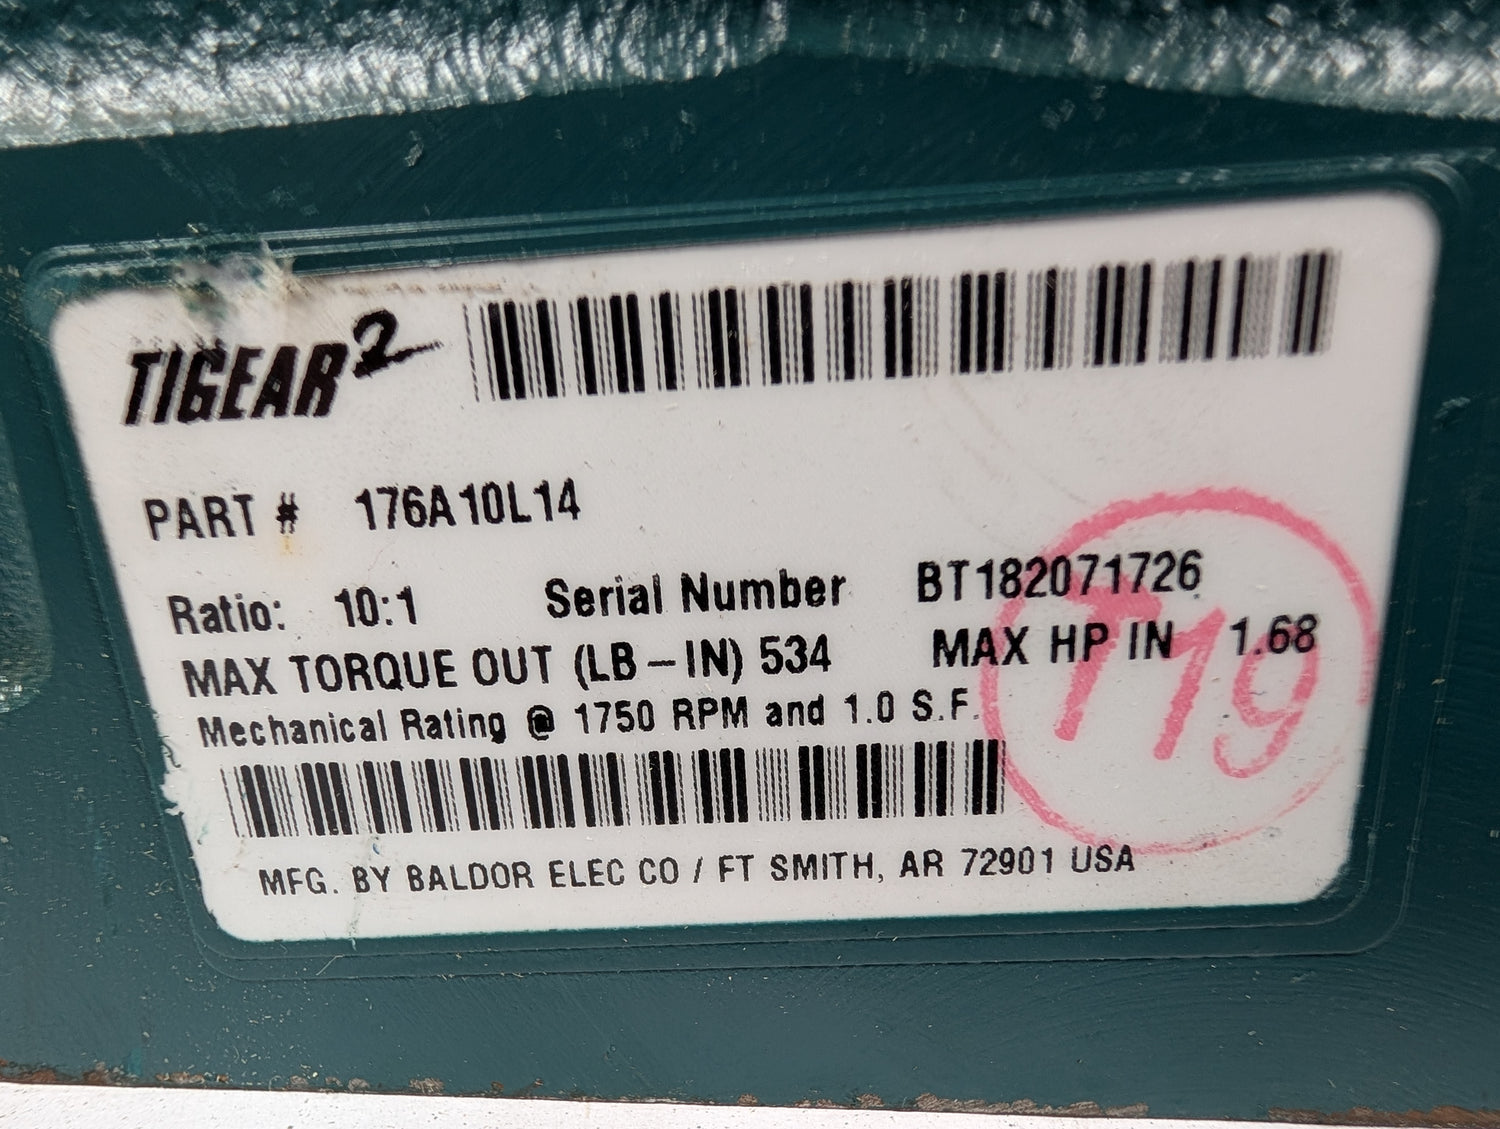 TIGEAR2
PART # 176A10L14
Ratio: 10:1 Serial Number BT182071726
MAX TORQUE OUT (LB-IN) 534 MAX HP IN 1.68
Mechanical Rating @ 1750 RPM and 1.0 S.F.
T19
MFG. BY BALDOR ELEC CO / FT SMITH, AR 72901 USA